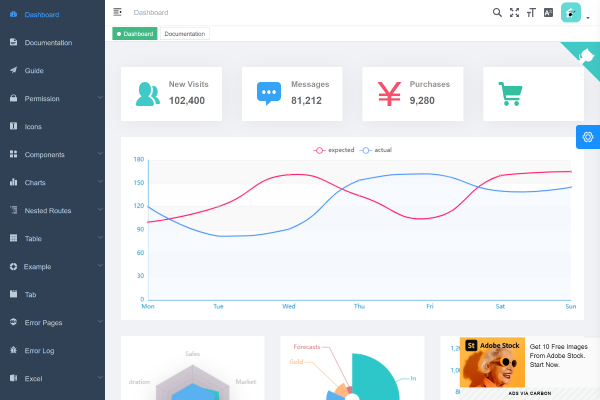 Dashboard
Documentation
Guide
Permission
Icons
Components
Charts
Nested Routes
Table
Example
Tab
Error Pages
Error Log
Excel
Dashboard
Dashboard
Documentation
New Visits
102,400
Messages
81,212
Purchases
9,280
expected
actual
180
150
120
90
60
30
0
Mon
Tue
Wed
Thu
Fri
Sat
Sun
Sales
dration
Market
Forecasts
Gold
In
1,2
1,0
80
St Adobe Stock
Get 10 Free Images
From Adobe Stock.
Start Now.
ADS VIA CARBON